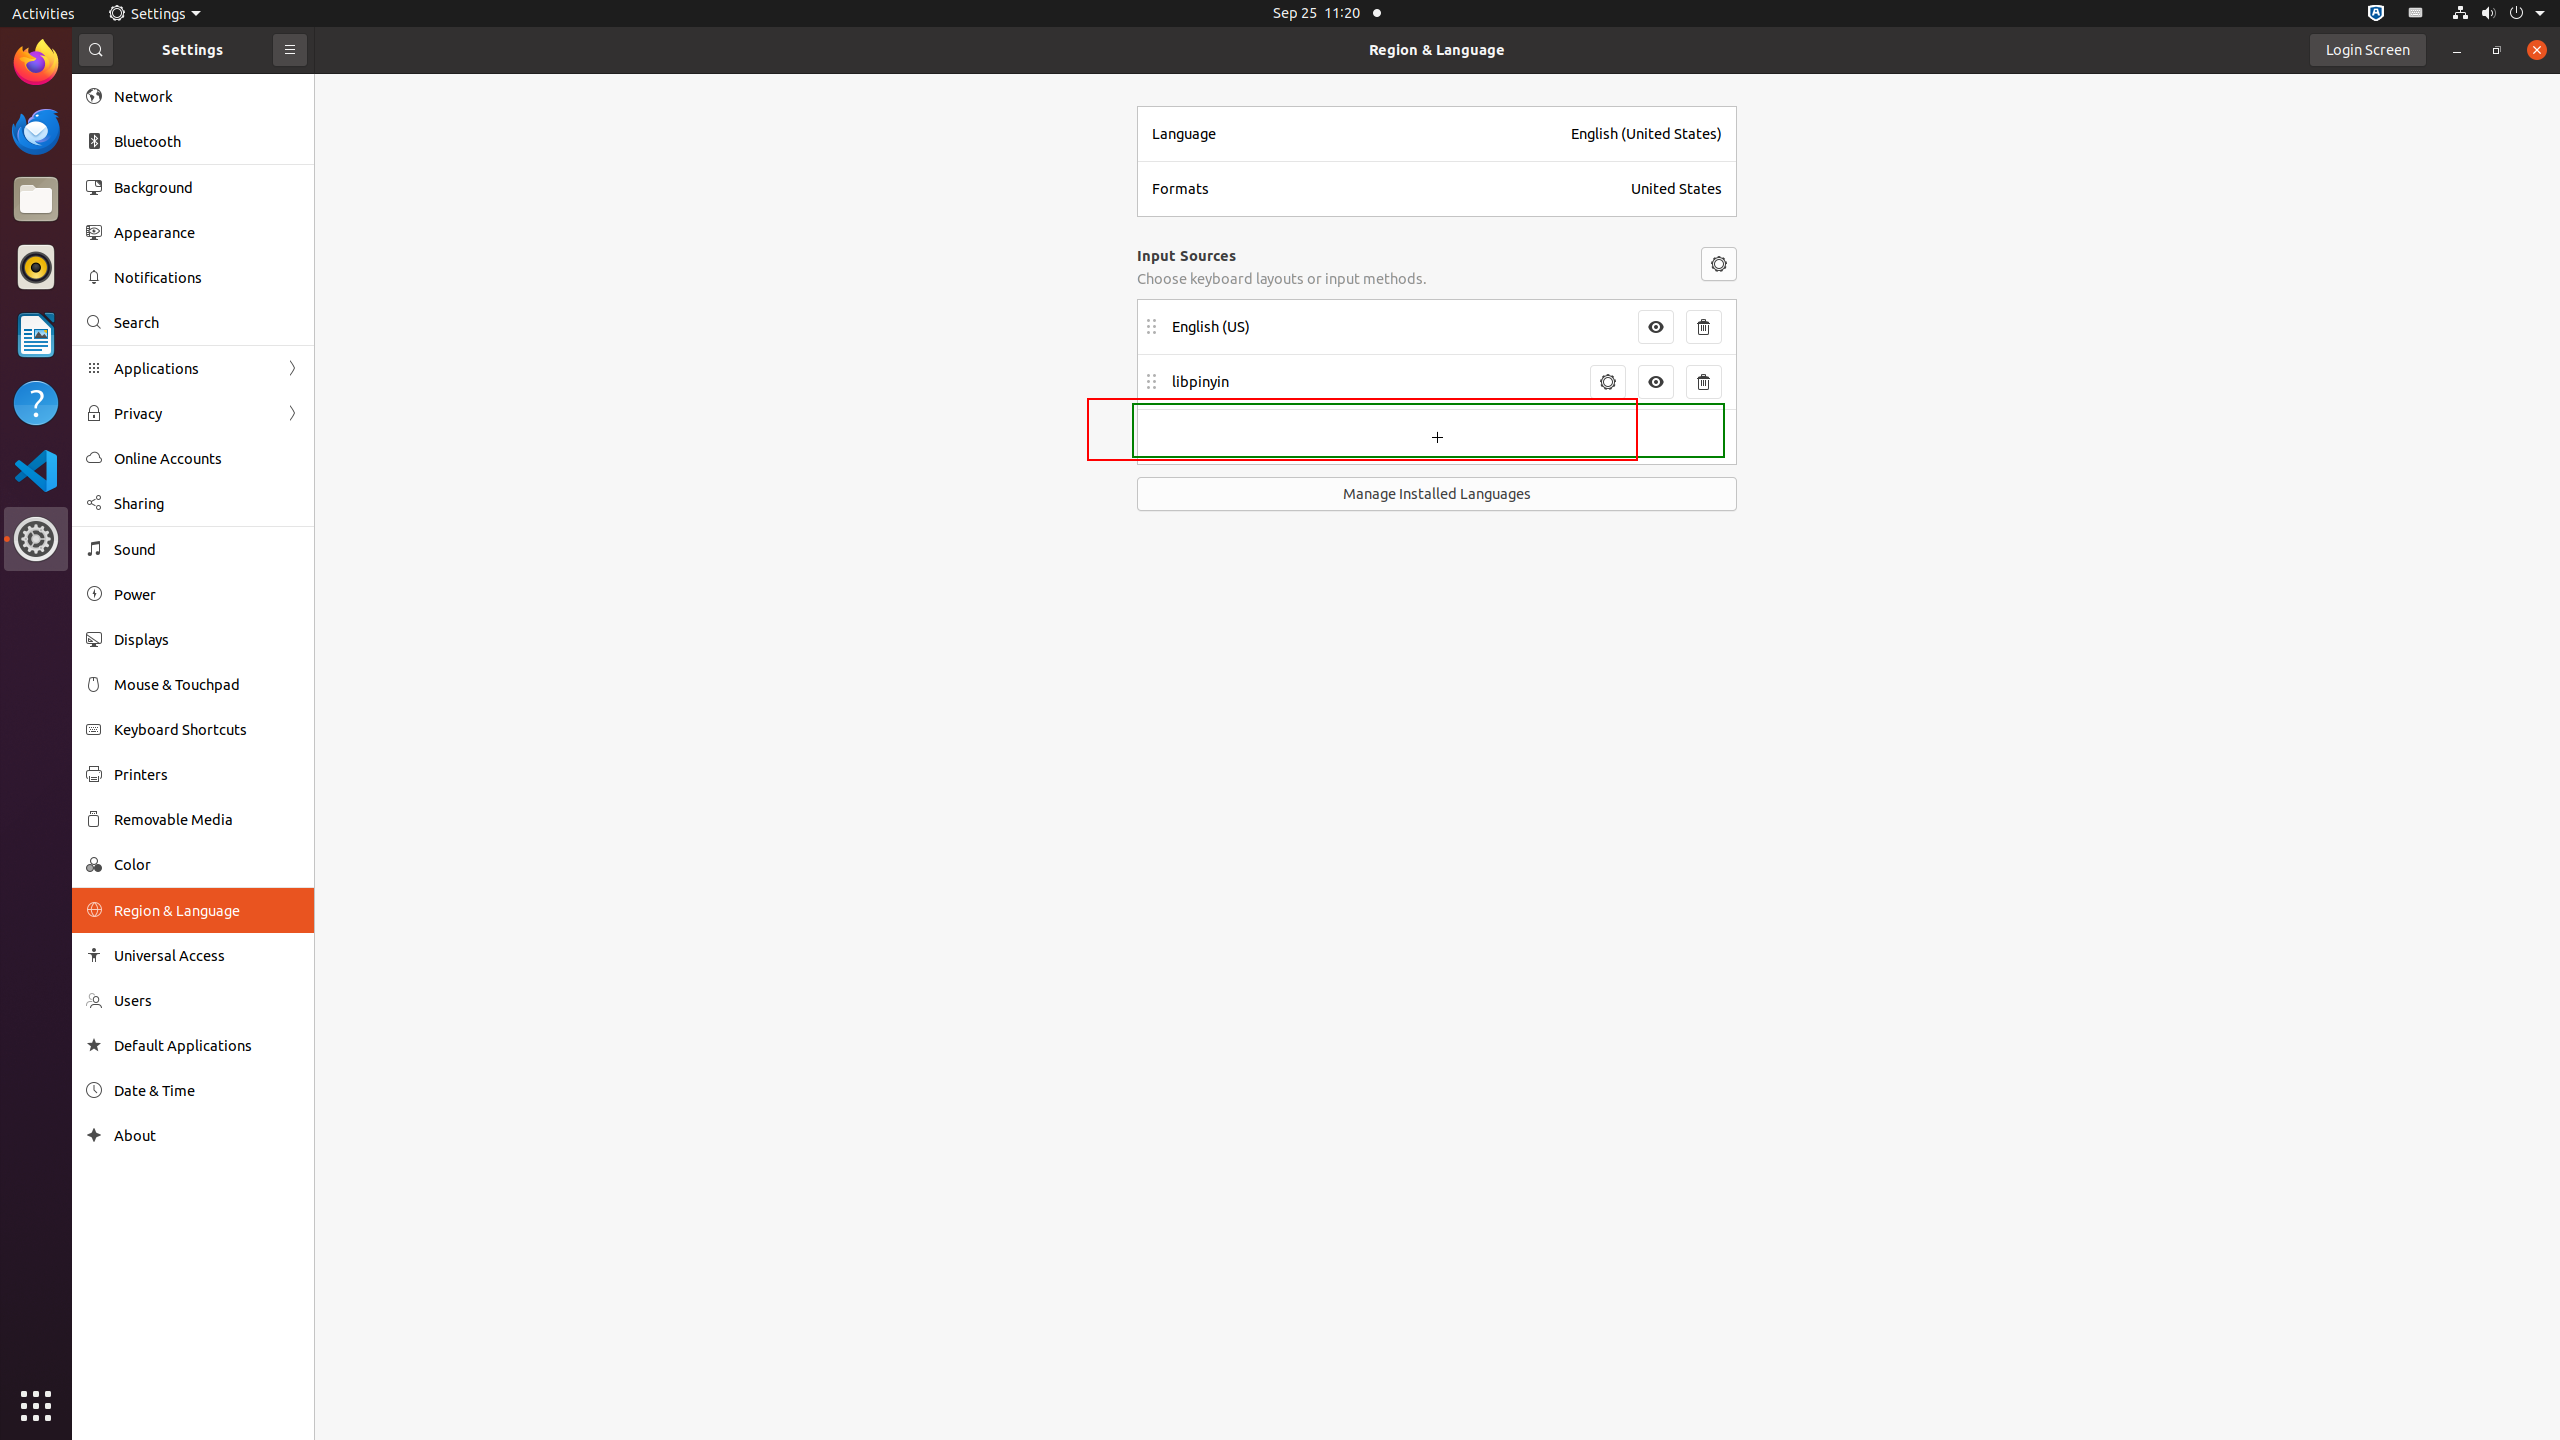 Activities
Settings
Sep 25 11:20
Settings
Region & Language
Login Screen
Network
Bluetooth
Background
Appearance
Notifications
Search
Applications
Privacy
Online Accounts
Sharing
Sound
Power
Displays
Mouse & Touchpad
Keyboard Shortcuts
Printers
Removable Media
Color
Region & Language
Universal Access
Users
Default Applications
Date & Time
About
Language English (United States)
Formats United States
Input Sources
Choose keyboard layouts or input methods.
English (US)
libpinyin
Manage Installed Languages